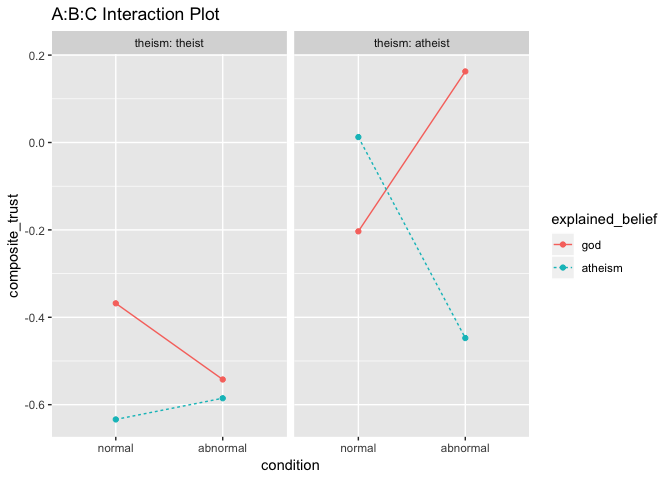 A:B:C Interaction Plot
theism: theist
theism: atheist
0.2
0.0
-0.2
-0.4
-0.6
composite_trust
normal
abnormal
normal
abnormal
condition
explained_belief
god
atheism